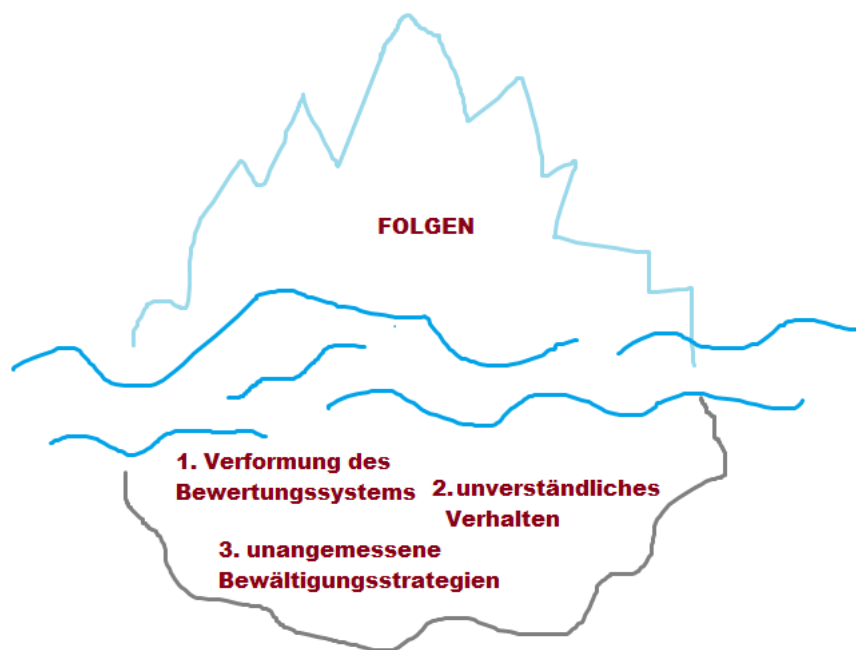 FOLGEN
1. Verformung des
Bewertungssystems
2. unverständliches
Verhalten
3. unangemessene
Bewältigungsstrategien